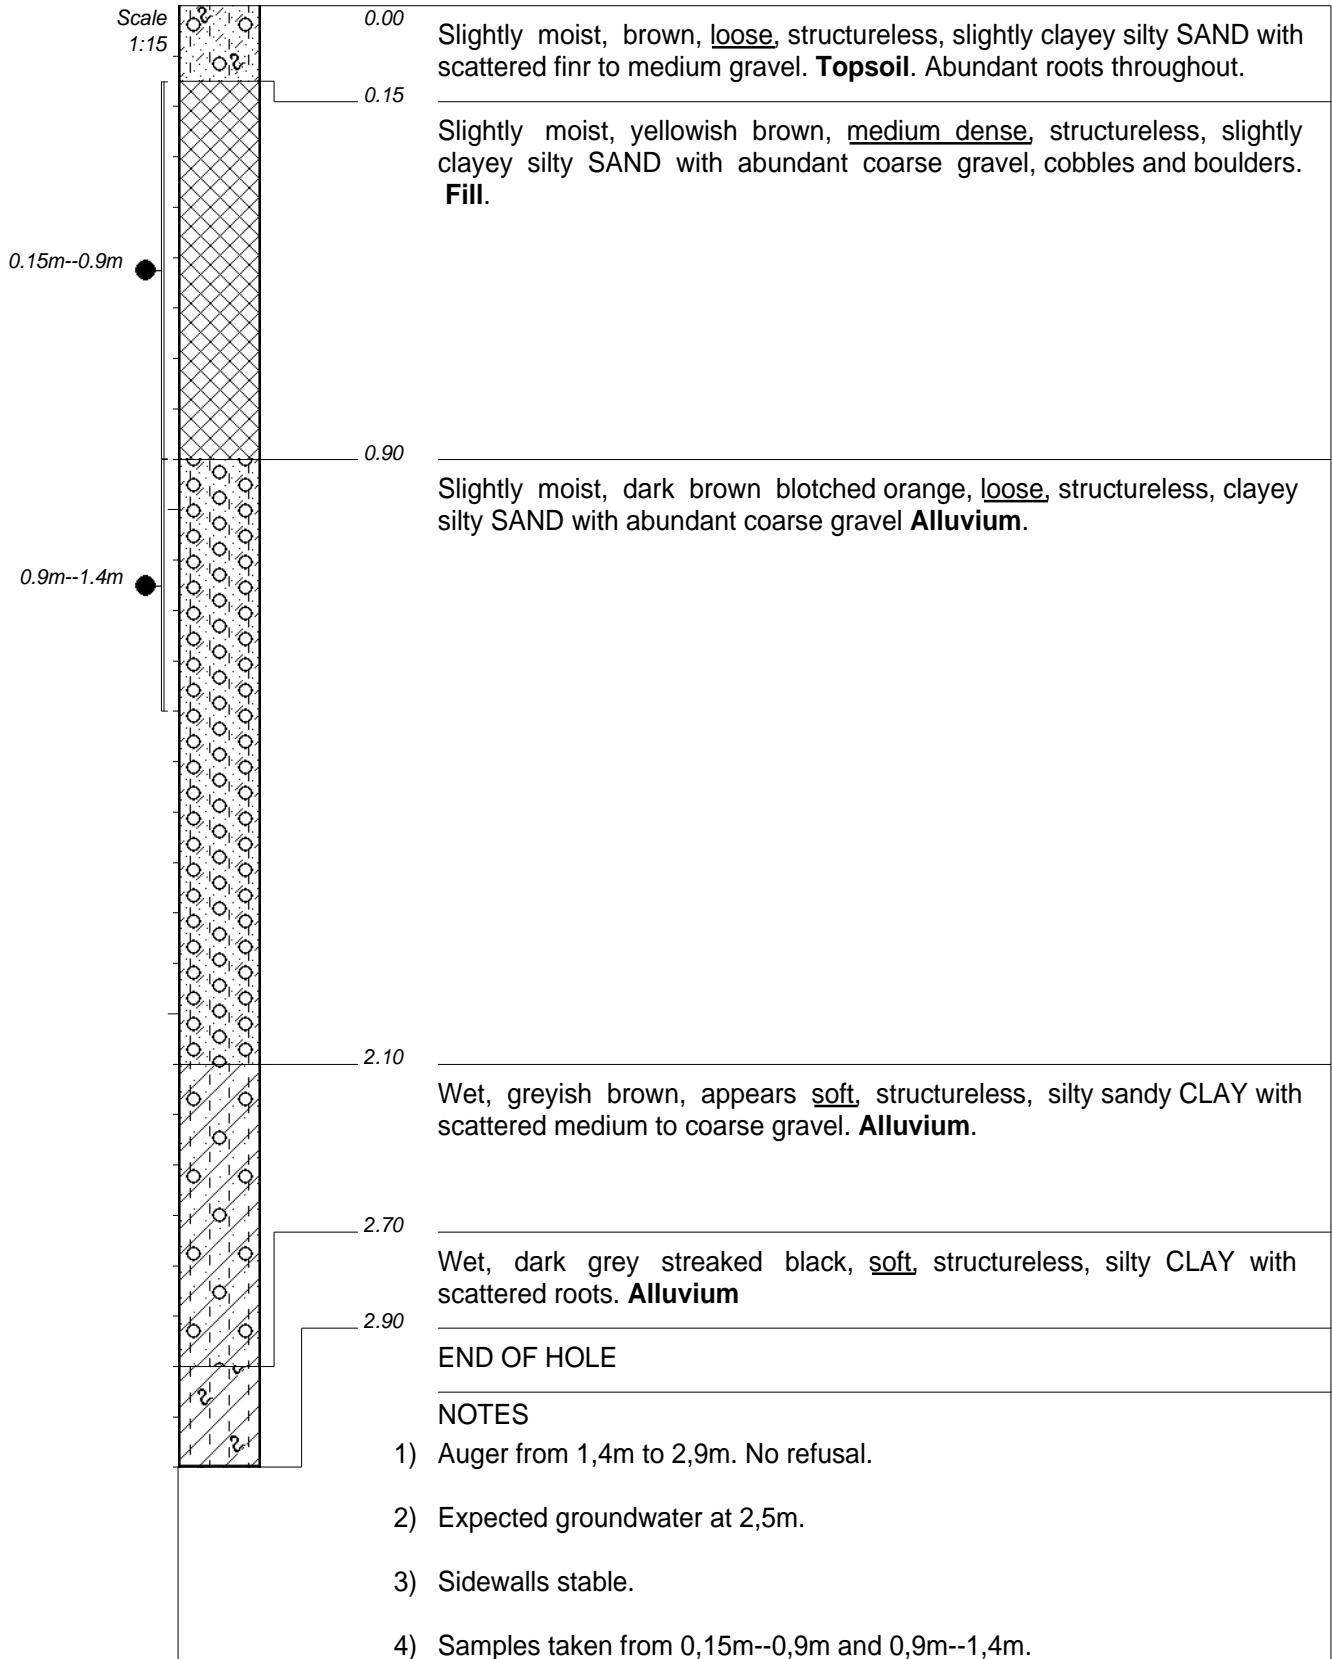 Scale
1:15
0.00
Slightly moist, brown, loose, structureless, slightly clayey silty SAND with
scattered finr to medium gravel. Topsoil. Abundant roots throughout.
0.15
Slightly moist, yellowish brown, medium dense, structureless, slightly
clayey silty SAND with abundant coarse gravel, cobbles and boulders.
Fill.
0.15m--0.9m
0.90
Slightly moist, dark brown blotched orange, loose, structureless, clayey
silty SAND with abundant coarse gravel Alluvium.
0.9m--1.4m
2.10
Wet, greyish brown, appears soft, structureless, silty sandy CLAY with
scattered medium to coarse gravel. Alluvium.
2.70
Wet, dark grey streaked black, soft, structureless, silty CLAY with
scattered roots. Alluvium
2.90
END OF HOLE
NOTES
1) Auger from 1,4m to 2,9m. No refusal.
2) Expected groundwater at 2,5m.
3) Sidewalls stable.
4) Samples taken from 0,15m--0,9m and 0,9m--1,4m.